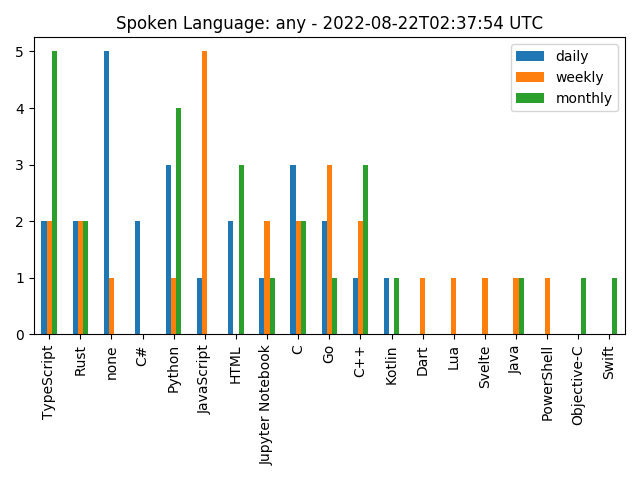 Spoken Language: any - 2022-08-22T02:37:54 UTC
daily
weekly
monthly
5
4
3
2
1
0
TypeScript
Rust
none
C#
Python
JavaScript
HTML
Jupyter Notebook
C
Go
C++
Kotlin
Dart
Lua
Svelte
Java
PowerShell
Objective-C
Swift